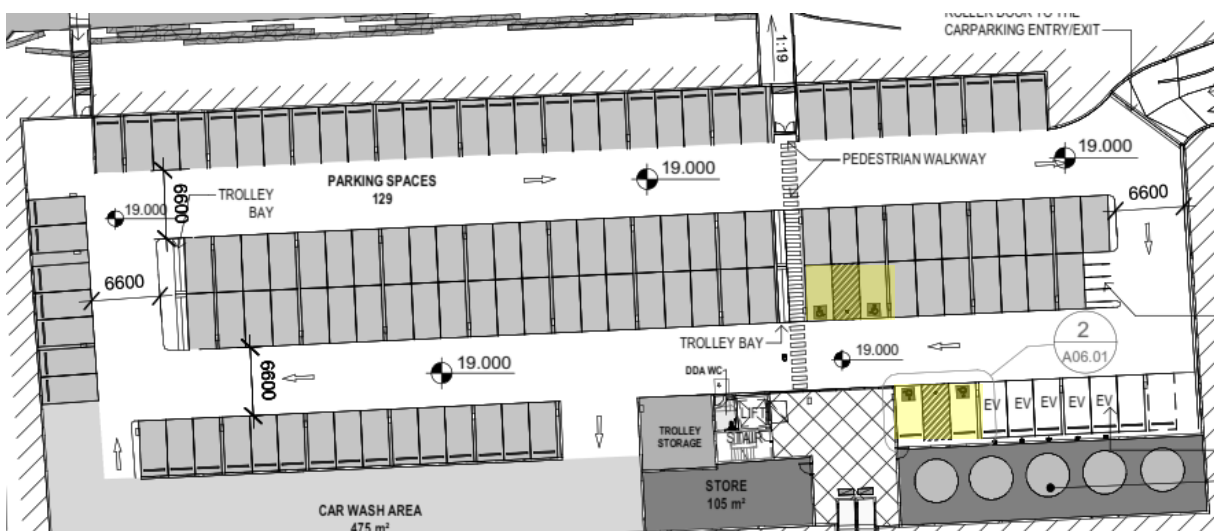 ROLLER DOOR TO THE
CARPARKING ENTRY/EXIT
1:19
PEDESTRIAN WALKWAY
19.000
PARKING SPACES
129
19.000
6600
TROLLEY
BAY
19.000
6600
6600
TROLLEY BAY
19.000
2
A06.01
6600
19.000
DDA WC
LIFT
STAIR
TROLLEY
STORAGE
EV
EV
EV
EV
EV
STORE
105 m²
CAR WASH AREA
475 m²